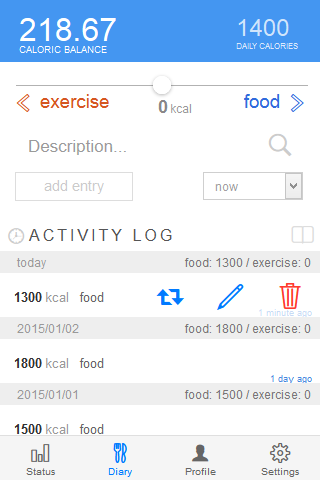 218.67
CALORIC BALANCE
1400
DAILY CALORIES
exercise
0 kcal
food
Description...
add entry
now
ACTIVITY LOG
today food: 1300 / exercise: 0
1300 kcal food
1 minute ago
2015/01/02 food: 1800 / exercise: 0
1800 kcal food
1 day ago
2015/01/01 food: 1500 / exercise: 0
1500 kcal food
Status Diary Profile Settings